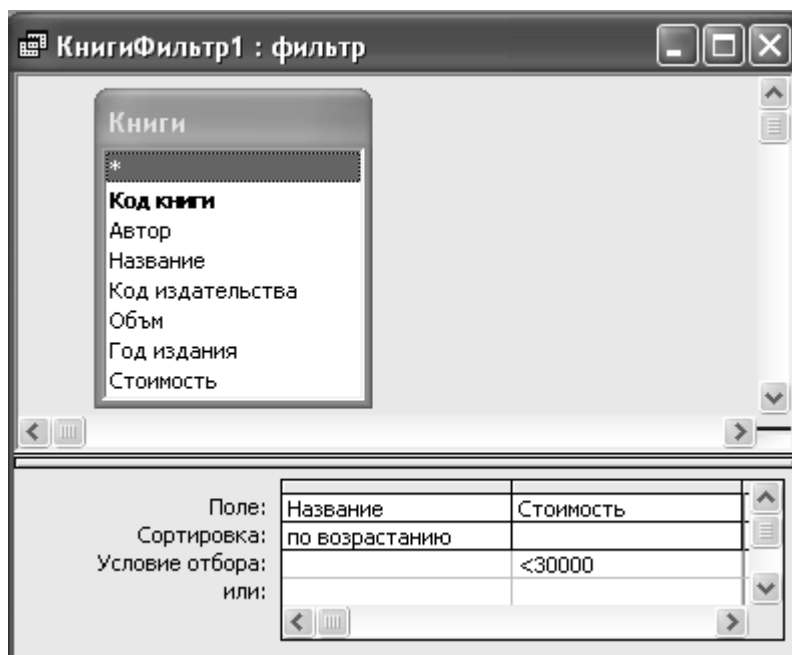 КнигиФильтр1 : фильтр
Книги
*
Код книги
Автор
Название
Код издательства
Объм
Год издания
Стоимость
Поле: Название Стоимость
Сортировка: по возрастанию
Условие отбора: <30000
или: